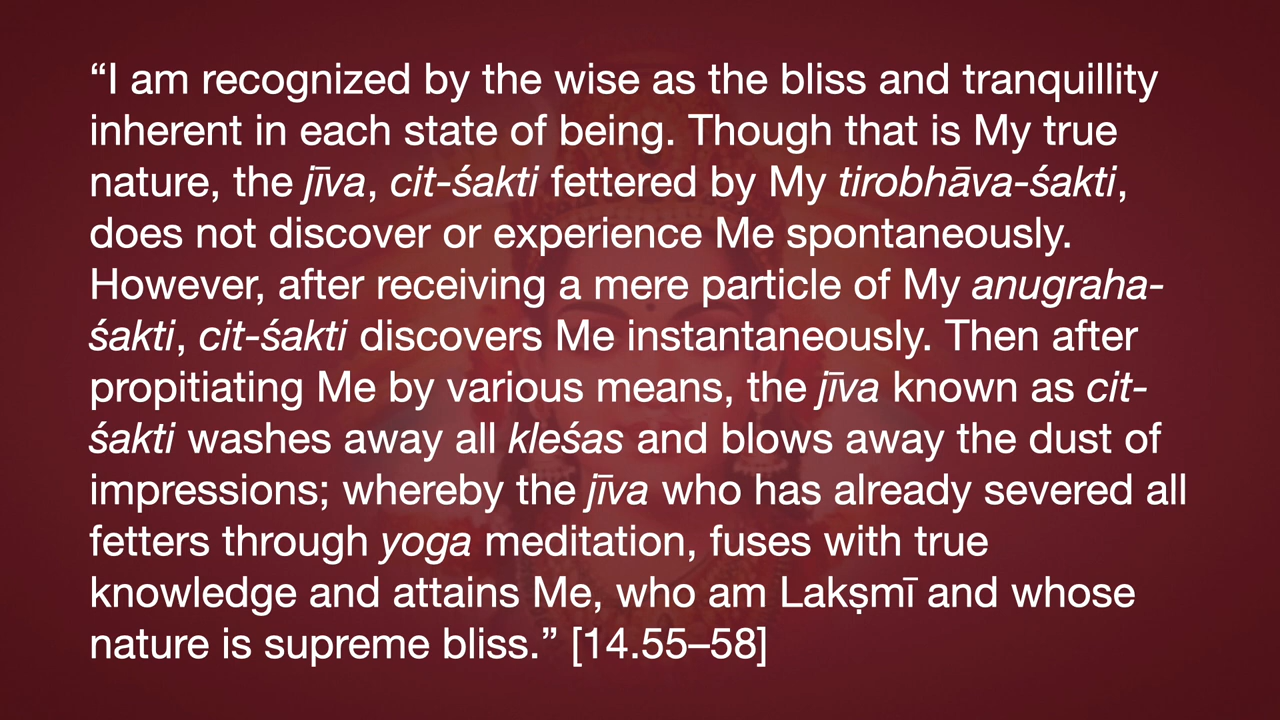 “I am recognized by the wise as the bliss and tranquillity
inherent in each state of being. Though that is My true
nature, the jīva, cit-śakti fettered by My tirobhāva-śakti,
does not discover or experience Me spontaneously.
However, after receiving a mere particle of My anugraha-
śakti, cit-śakti discovers Me instantaneously. Then after
propitiating Me by various means, the jīva known as cit-
śakti washes away all kleśas and blows away the dust of
impressions; whereby the jīva who has already severed all
fetters through yoga meditation, fuses with true
knowledge and attains Me, who am Lakṣmī and whose
nature is supreme bliss.” [14.55–58]